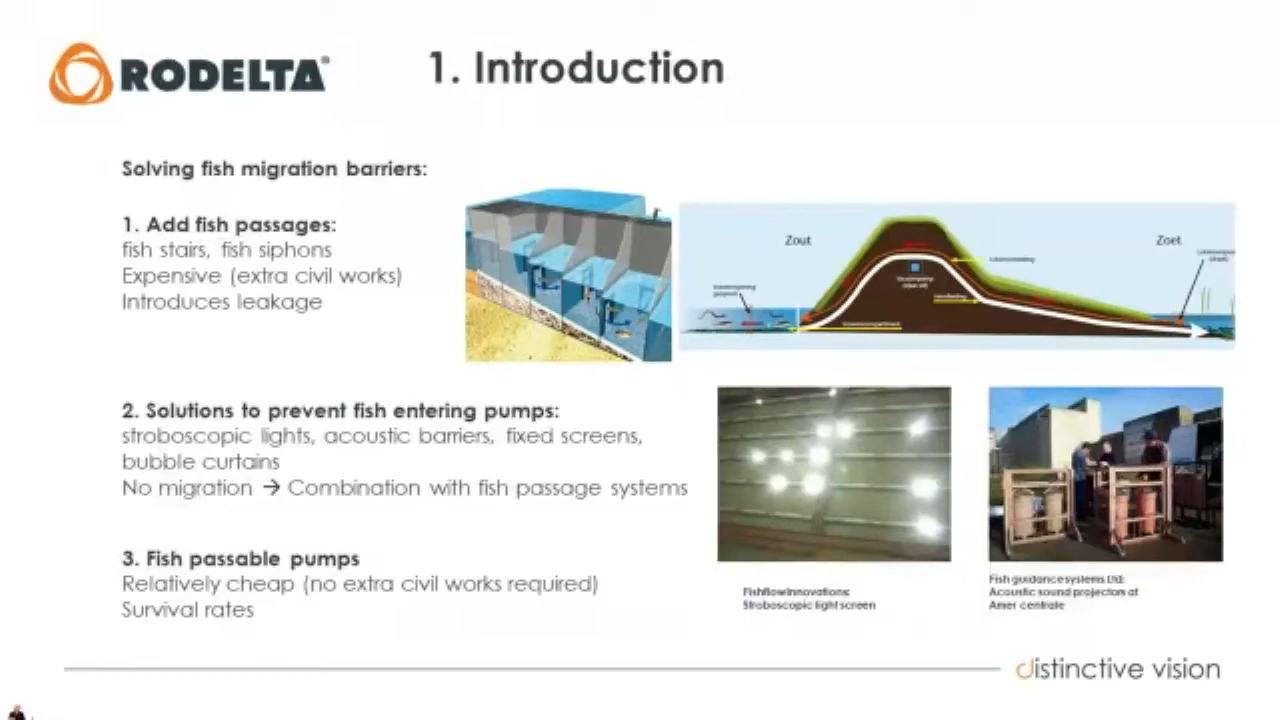 RODELTA®
1. Introduction
Solving fish migration barriers:
1. Add fish passages:
fish stairs, fish siphons
Expensive (extra civil works)
Introduces leakage
Zout
Zoet
2. Solutions to prevent fish entering pumps:
stroboscopic lights, acoustic barriers, fixed screens,
bubble curtains
No migration → Combination with fish passage systems
3. Fish passable pumps
Relatively cheap (no extra civil works required)
Survival rates
FishflowInnovations:
Stroboscopic light screen
Fish guidance systems Ltd:
Acoustic sound projectors at
Amer centrale
distinctive vision